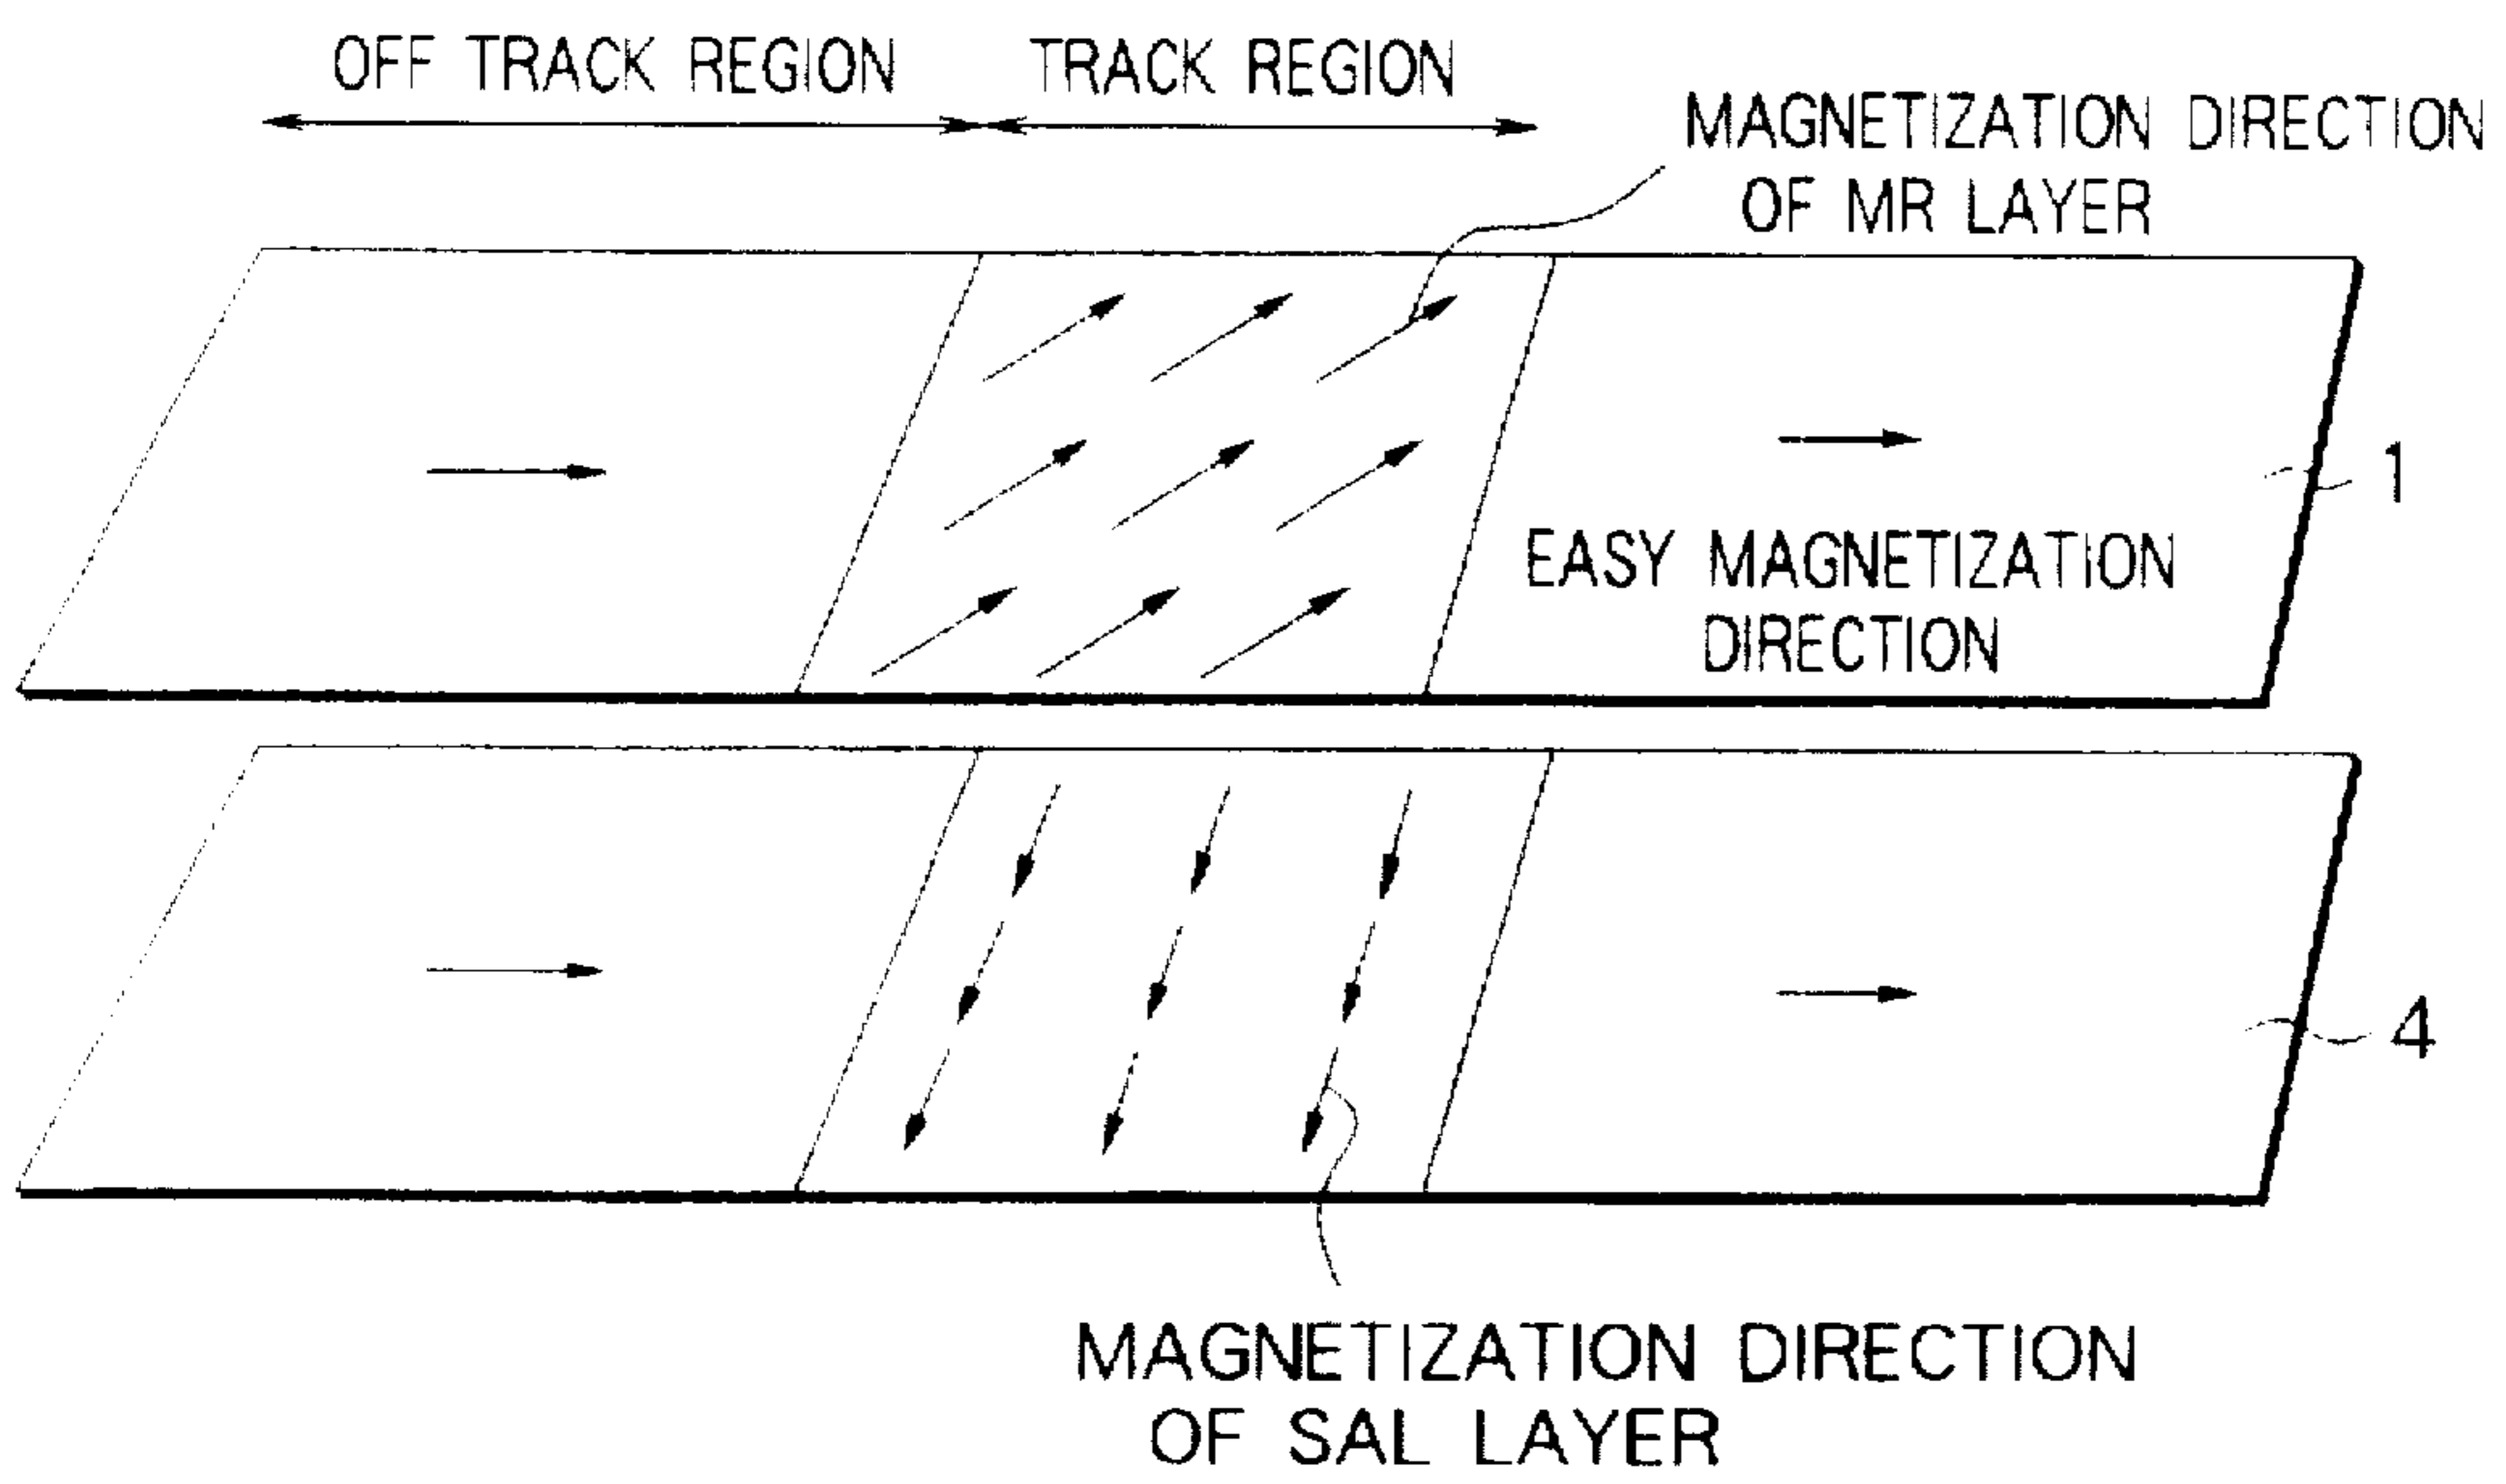 OFF TRACK REGION TRACK REGION
MAGNETIZATION DIRECTION
OF MR LAYER
1
EASY MAGNETIZATION
DIRECTION
4
MAGNETIZATION DIRECTION
OF SAL LAYER